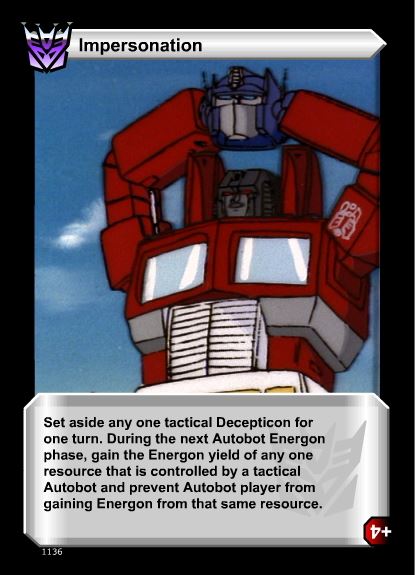 Impersonation
Set aside any one tactical Decepticon for
one turn. During the next Autobot Energon
phase, gain the Energon yield of any one
resource that is controlled by a tactical
Autobot and prevent Autobot player from
gaining Energon from that same resource.
+4
1136